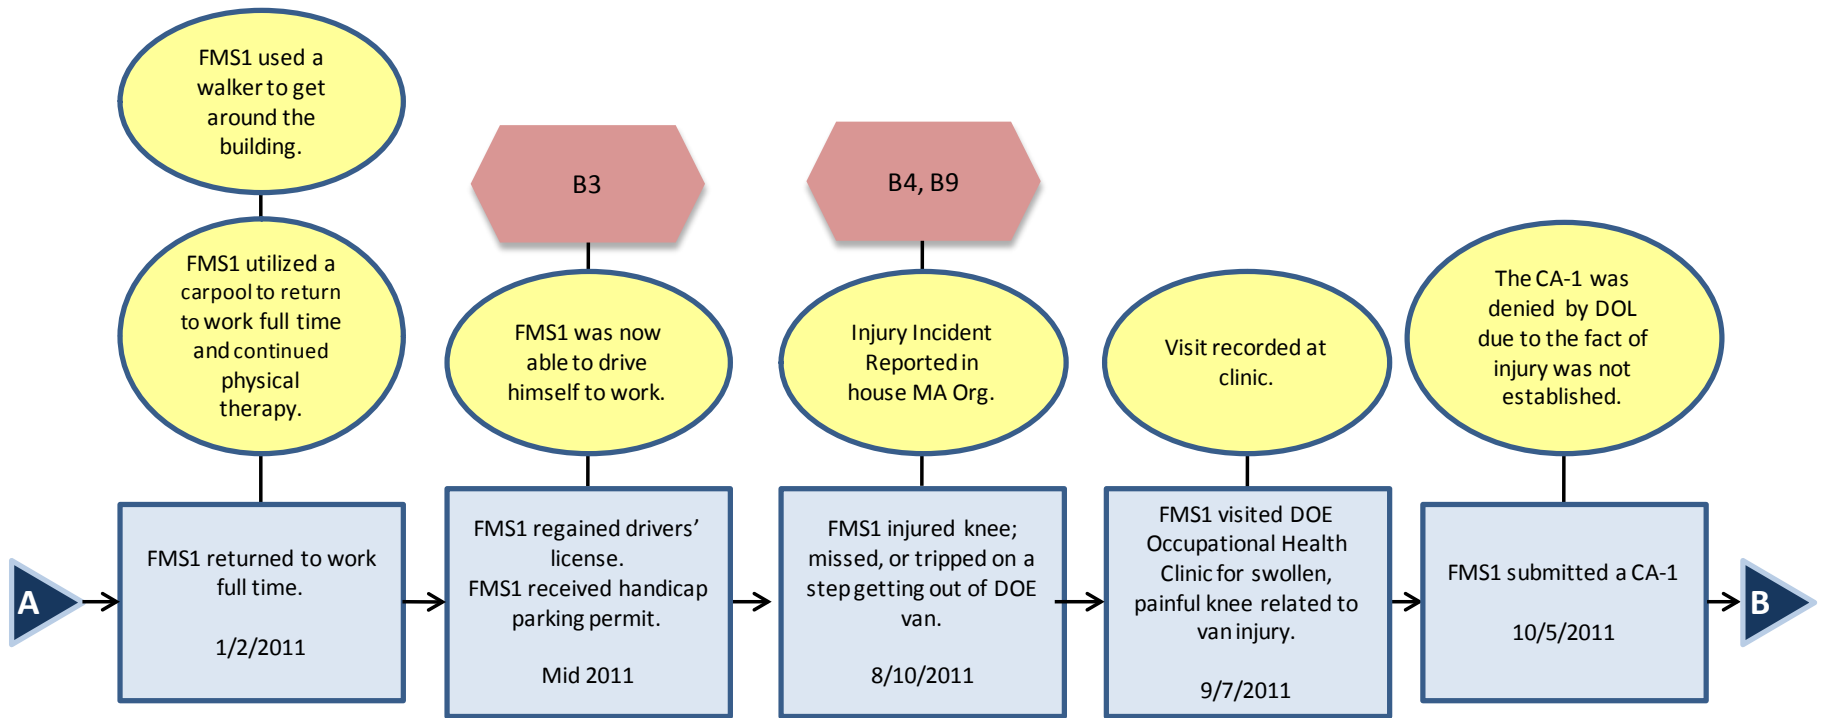 FMS1 used a
walker to get
around the
building.
FMS1 utilized a
carpool to return
to work full time
and continued
physical
therapy.
B3
FMS1 was now
able to drive
himself to work.
B4, B9
Injury Incident
Reported in
house MA Org.
Visit recorded at
clinic.
The CA-1 was
denied by DOL
due to the fact of
injury was not
established.
A
FMS1 returned to work
full time.
1/2/2011
FMS1 regained drivers’
license.
FMS1 received handicap
parking permit.
Mid 2011
FMS1 injured knee;
missed, or tripped on a
step getting out of DOE
van.
8/10/2011
FMS1 visited DOE
Occupational Health
Clinic for swollen,
painful knee related to
van injury.
9/7/2011
FMS1 submitted a CA-1
10/5/2011
B